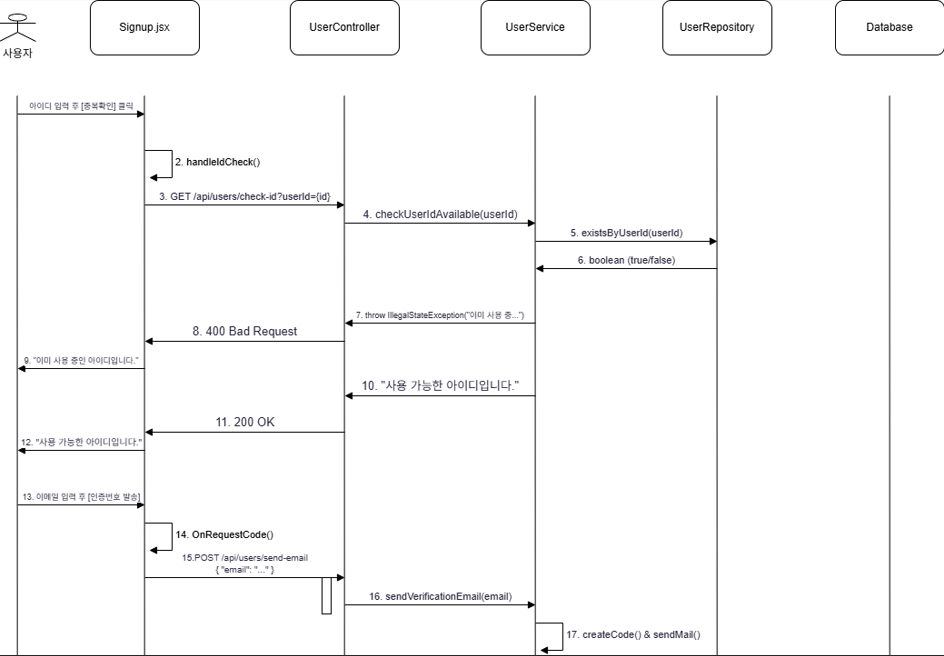 Signup.jsx
UserController
UserService
UserRepository
Database
사용자
아이디 입력 후 [중복확인] 클릭
2. handleIdCheck()
3. GET /api/users/check-id?userId={id}
4. checkUserIdAvailable(userId)
5. existsByUserId(userId)
6. boolean (true/false)
7. throw IllegalStateException("이미 사용 중...")
8. 400 Bad Request
9. "이미 사용 중인 아이디입니다."
10. "사용 가능한 아이디입니다."
11. 200 OK
12. "사용 가능한 아이디입니다."
13. 이메일 입력 후 [인증번호 발송]
14. OnRequestCode()
15.POST /api/users/send-email
{ "email": "..." }
16. sendVerificationEmail(email)
17. createCode() & sendMail()